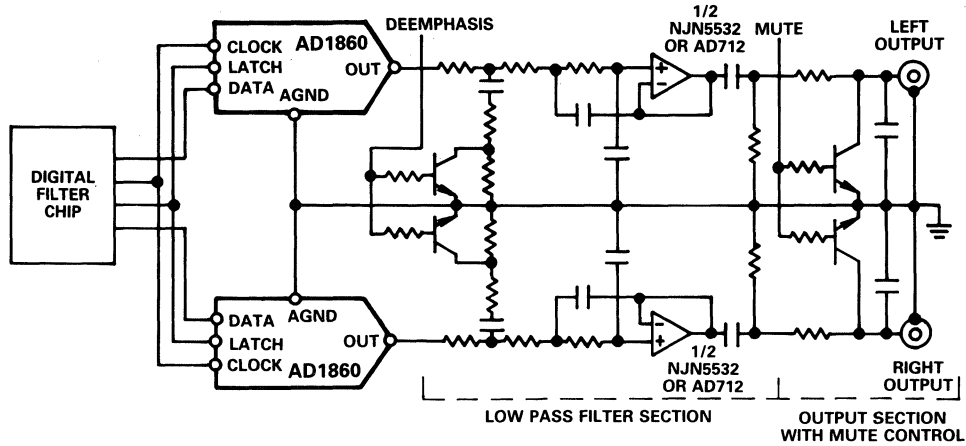 DEEMPHASIS
1/2
NJN5532
OR AD712
MUTE
LEFT
OUTPUT
CLOCK
AD1860
LATCH
OUT
DATA
AGND
+
−
DIGITAL
FILTER
CHIP
AGND
DATA
LATCH
OUT
CLOCK
AD1860
−
+
1/2
NJN5532
OR AD712
RIGHT
OUTPUT
LOW PASS FILTER SECTION
OUTPUT SECTION
WITH MUTE CONTROL